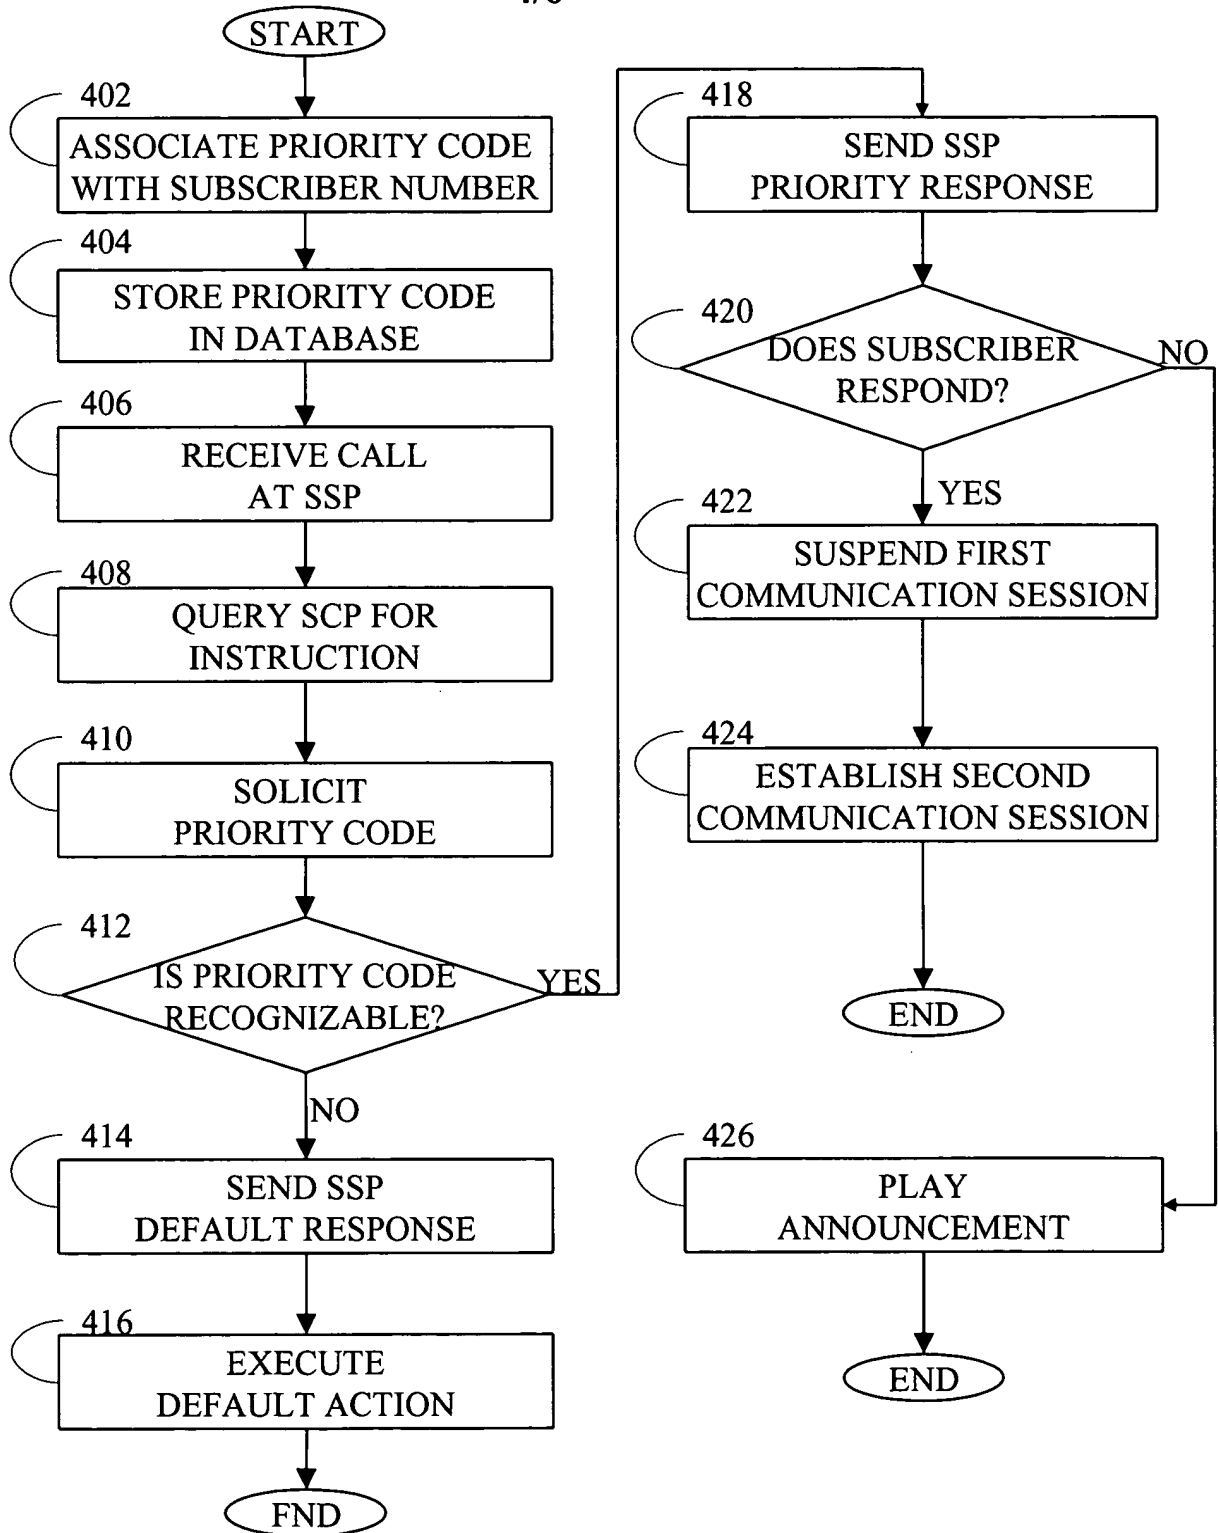 START
402
ASSOCIATE PRIORITY CODE
WITH SUBSCRIBER NUMBER
404
STORE PRIORITY CODE
IN DATABASE
406
RECEIVE CALL
AT SSP
408
QUERY SCP FOR
INSTRUCTION
410
SOLICIT
PRIORITY CODE
412
IS PRIORITY CODE
RECOGNIZABLE?
YES
NO
414
SEND SSP
DEFAULT RESPONSE
416
EXECUTE
DEFAULT ACTION
FND
418
SEND SSP
PRIORITY RESPONSE
420
DOES SUBSCRIBER
RESPOND?
NO
YES
422
SUSPEND FIRST
COMMUNICATION SESSION
424
ESTABLISH SECOND
COMMUNICATION SESSION
END
426
PLAY
ANNOUNCEMENT
END